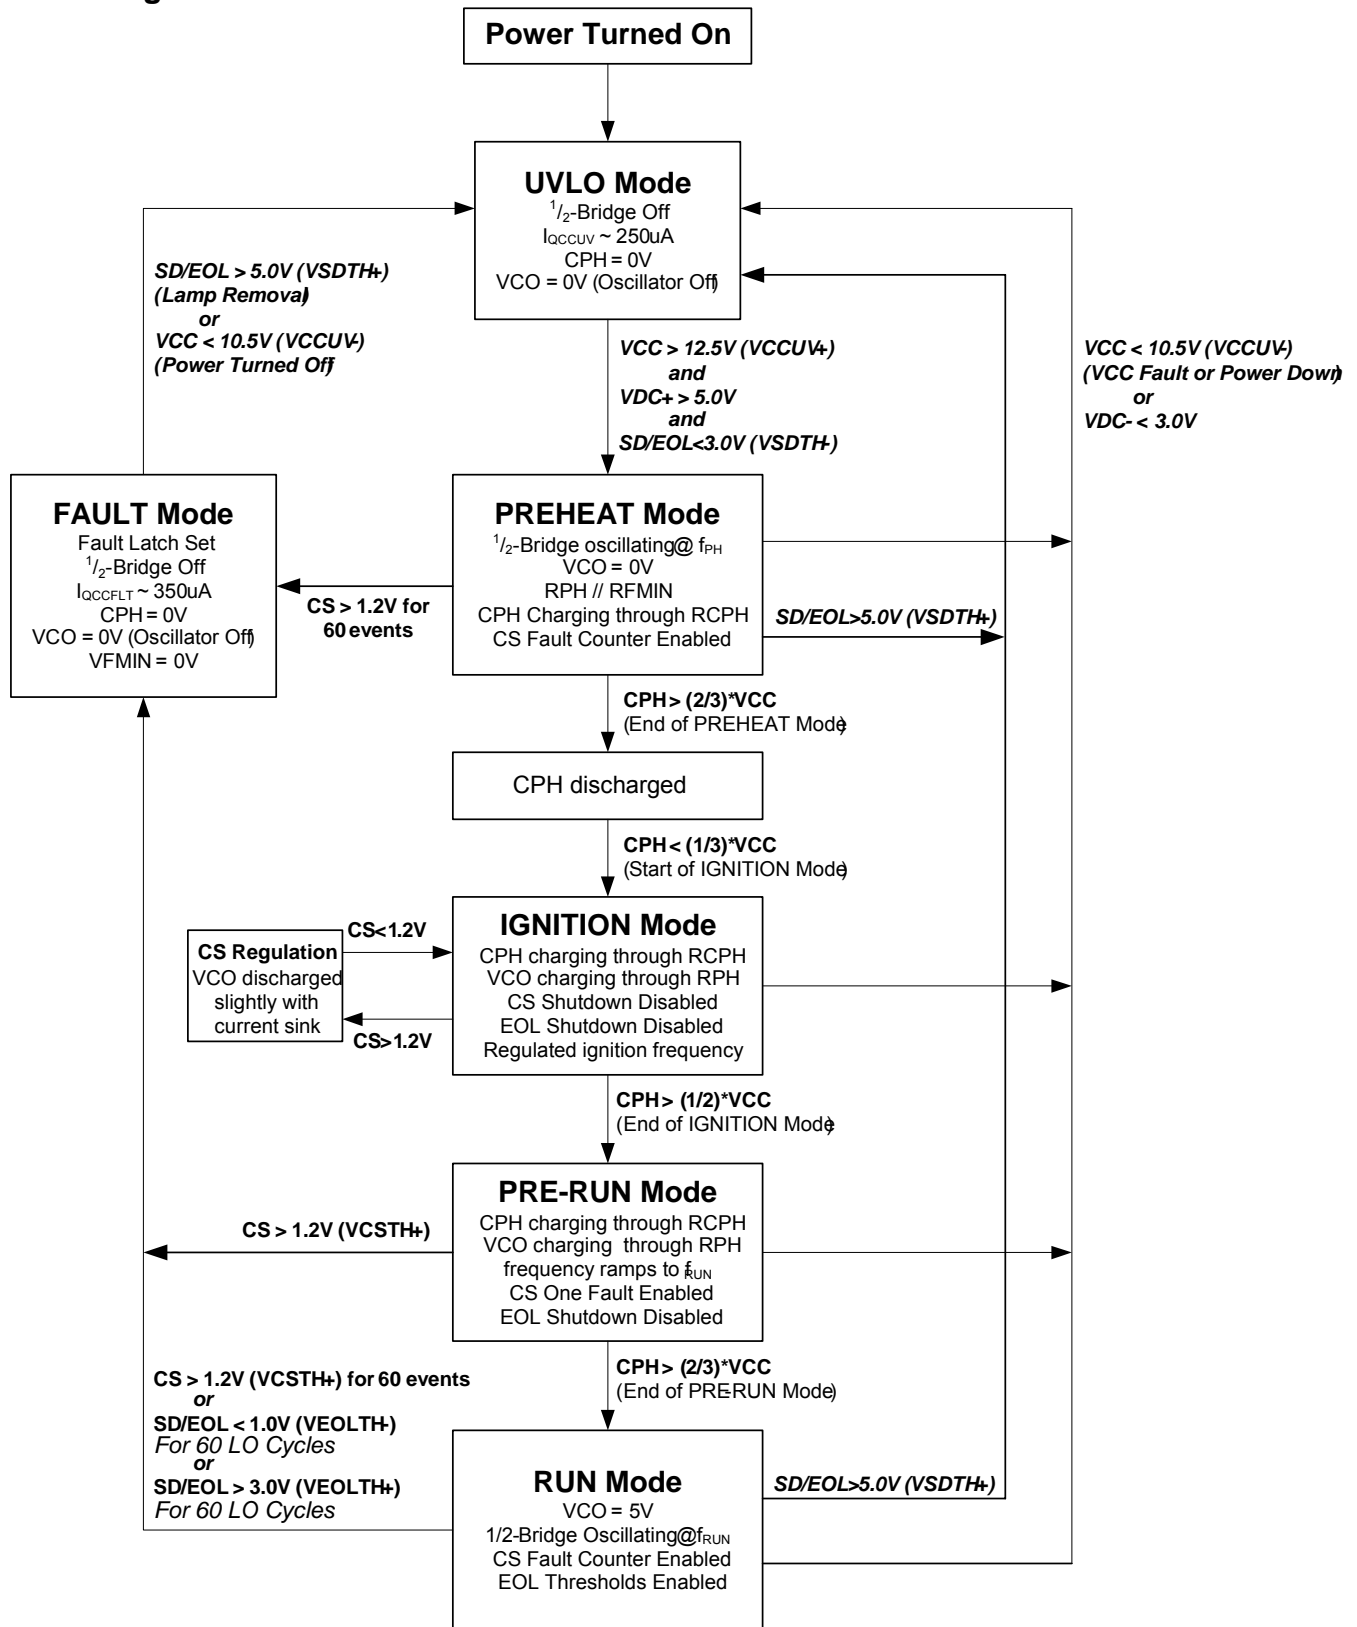 Power Turned On
UVLO Mode
1/2-Bridge Off
IQCCUV ~ 250uA
CPH = 0V
VCO = 0V (Oscillator Off)
SD/EOL > 5.0V (VSDTH+)
(Lamp Removal)
or
VCC < 10.5V (VCCUV-)
(Power Turned Off)
VCC > 12.5V (VCCUV+)
and
VDC+ > 5.0V
and
SD/EOL<3.0V (VSDTH-)
VCC < 10.5V (VCCUV-)
(VCC Fault or Power Down)
or
VDC- < 3.0V
FAULT Mode
Fault Latch Set
1/2-Bridge Off
IQCCFLT ~ 350uA
CPH = 0V
VCO = 0V (Oscillator Off)
VFMIN = 0V
CS > 1.2V for
60 events
PREHEAT Mode
1/2-Bridge oscillating@ fPH
VCO = 0V
RPH // RFMIN
CPH Charging through RCPH
CS Fault Counter Enabled
SD/EOL>5.0V (VSDTH+)
CPH > (2/3)*VCC
(End of PREHEAT Mode)
CPH discharged
CPH < (1/3)*VCC
(Start of IGNITION Mode)
CS Regulation
VCO discharged
slightly with
current sink
CS<1.2V
CS>1.2V
IGNITION Mode
CPH charging through RCPH
VCO charging through RPH
CS Shutdown Disabled
EOL Shutdown Disabled
Regulated ignition frequency
CPH > (1/2)*VCC
(End of IGNITION Mode)
CS > 1.2V (VCSTH+)
PRE-RUN Mode
CPH charging through RCPH
VCO charging through RPH
frequency ramps to fRUN
CS One Fault Enabled
EOL Shutdown Disabled
CPH > (2/3)*VCC
(End of PRE-RUN Mode)
CS > 1.2V (VCSTH+) for 60 events
or
SD/EOL < 1.0V (VEOLTH-)
For 60 LO Cycles
or
SD/EOL > 3.0V (VEOLTH+)
For 60 LO Cycles
RUN Mode
VCO = 5V
1/2-Bridge Oscillating@fRUN
CS Fault Counter Enabled
EOL Thresholds Enabled
SD/EOL>5.0V (VSDTH+)